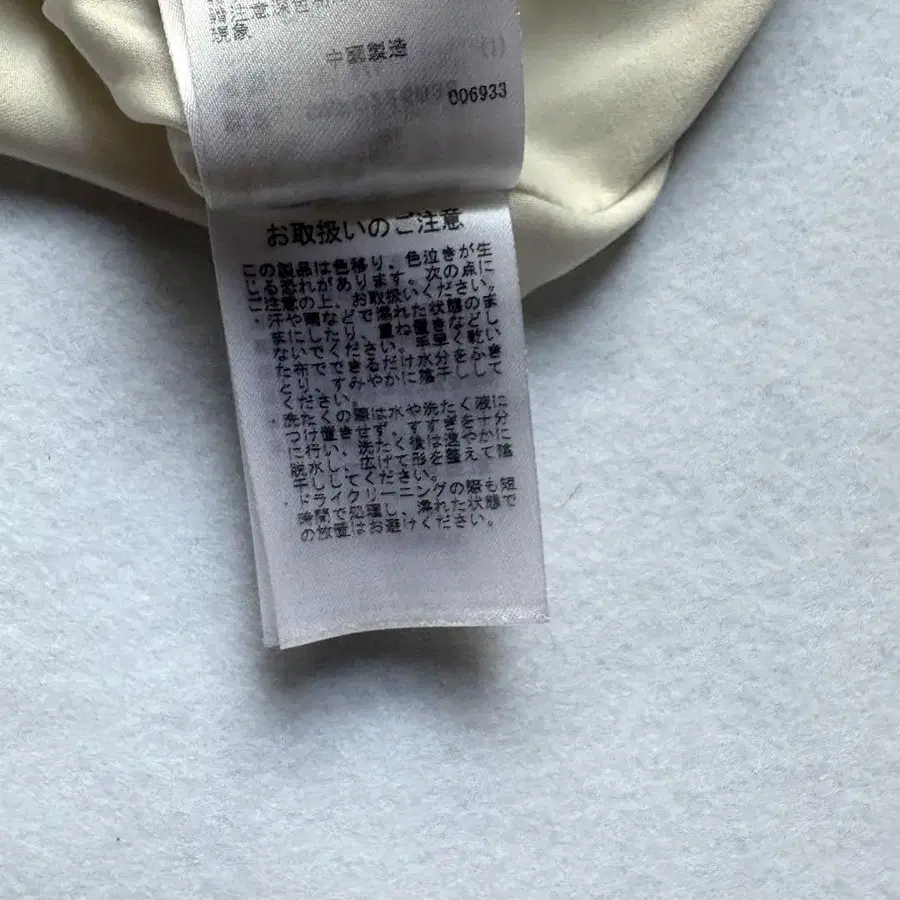 請注意深色和
現象
中國製造
006933
お取扱いのご注意
この製品は色移り、色泣きが生
じる恐れがあります。次の点に
ご注意の上、お取扱いください。
・汗や雨などで濡れた状態のま
まにしたり、重ね置きなどし
ないでください。手早く乾い
た布でできるだけ水分をふき
とり、すみやかに陰干しして
ください。
・洗たくの際は水や洗たく液に
つけ置きせず、すすぎを十分
に行い、洗たく後は速やかに
脱水し、広げて形を整えて陰
干ししてください。
・ドライクリーニングの際も短
時間で処理し、濡れた状態で
の放置はお避けください。